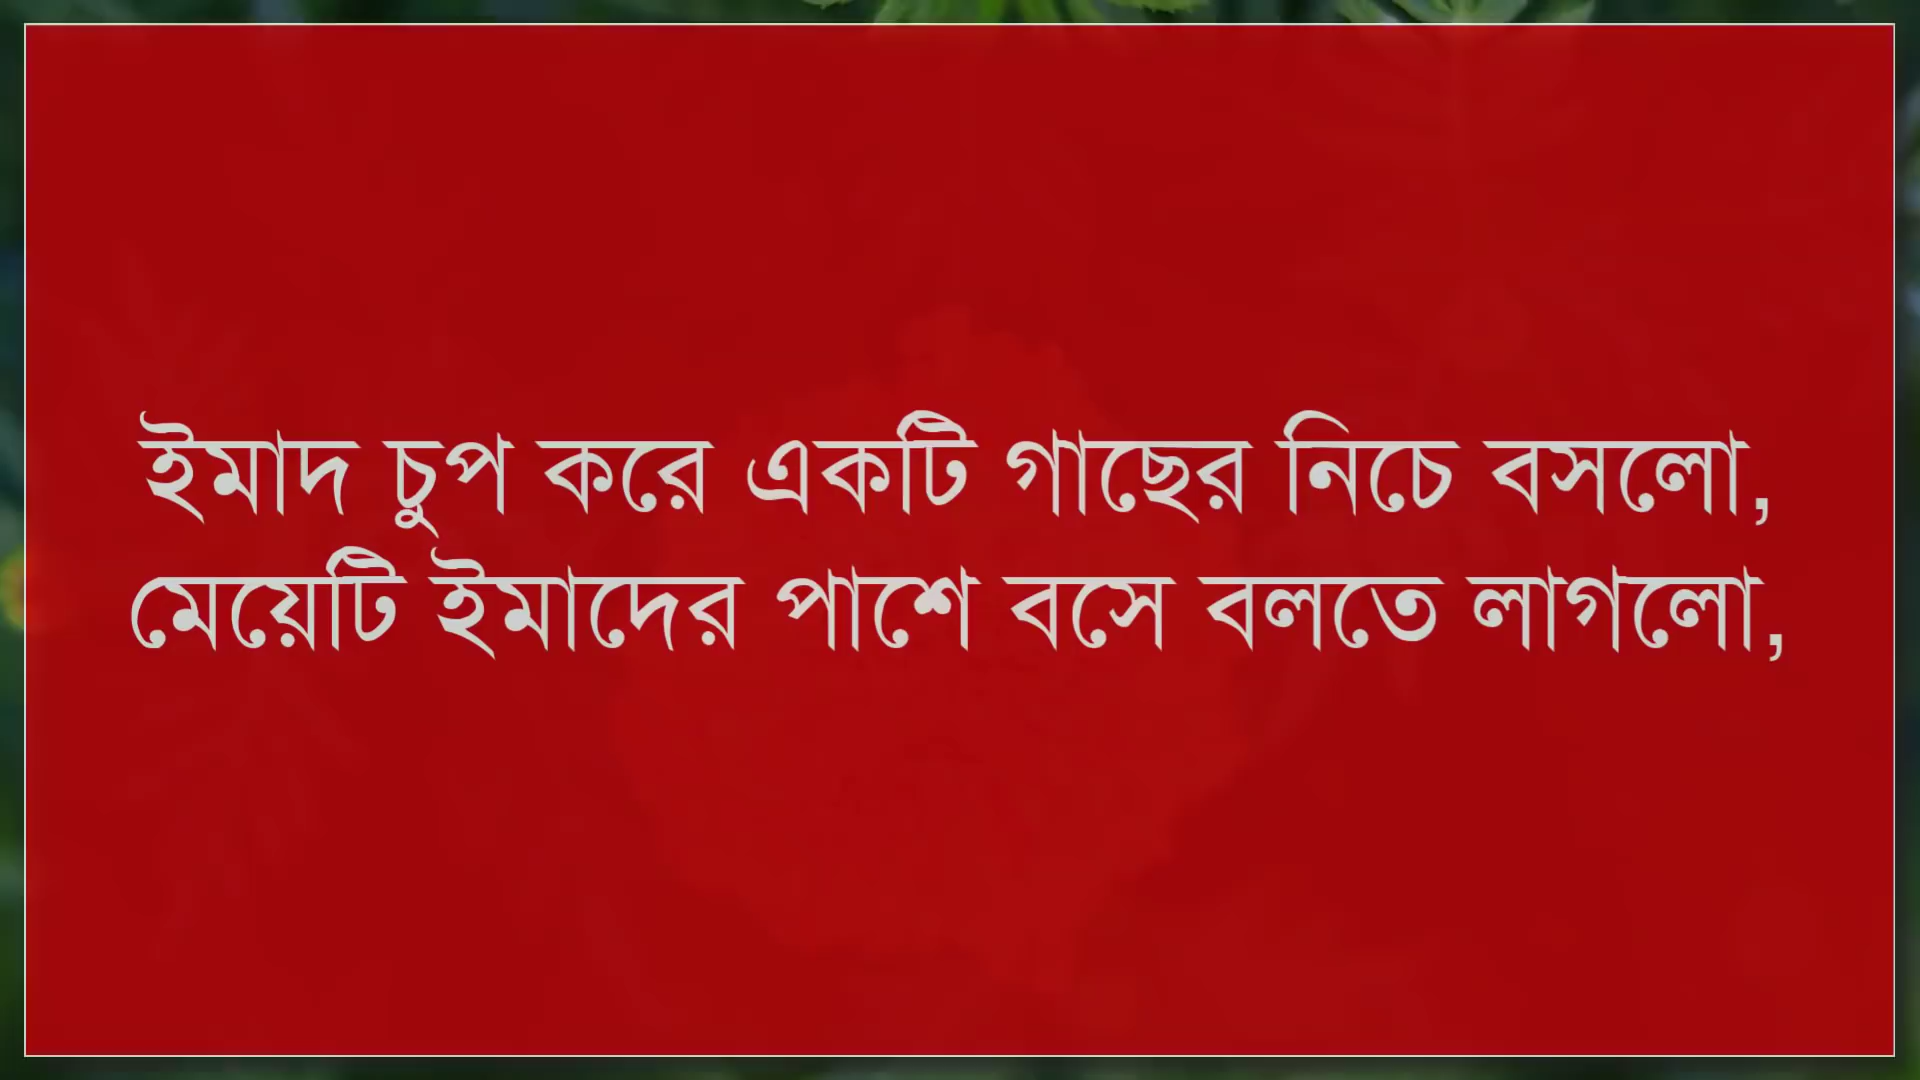 ইমাদ চুপ করে একটি গাছের নিচে বসলো,
মেয়েটি ইমাদের পাশে বসে বলতে লাগলো,